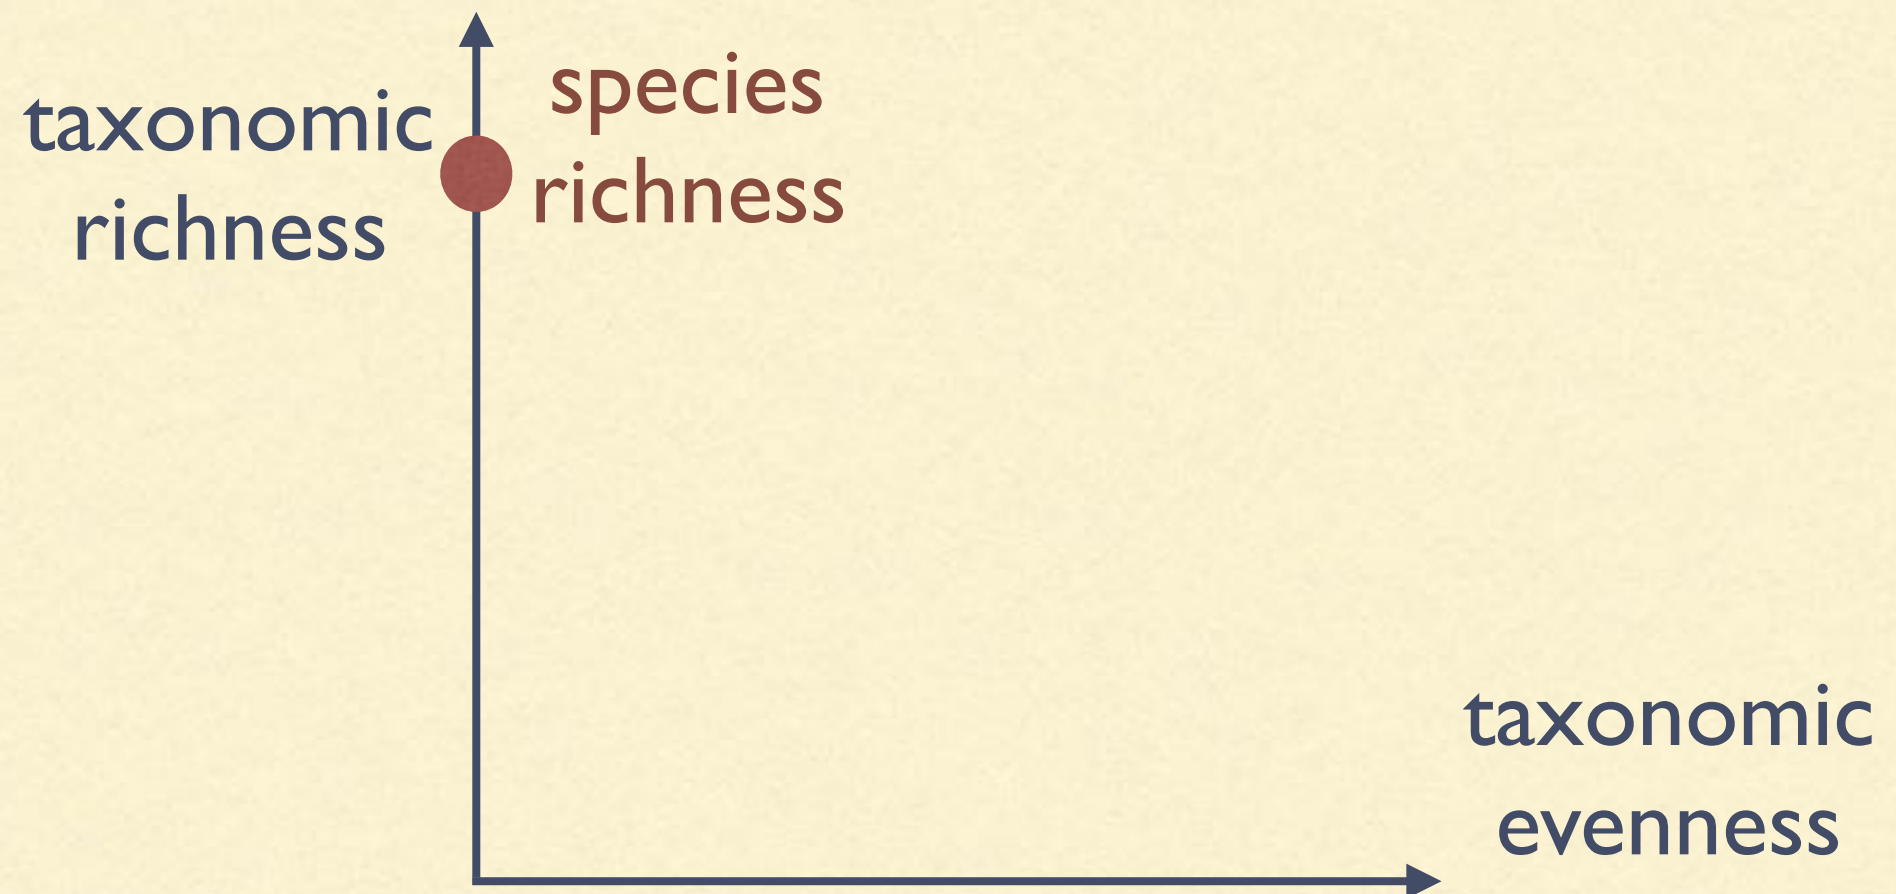 taxonomic
richness
species
richness
taxonomic
evenness